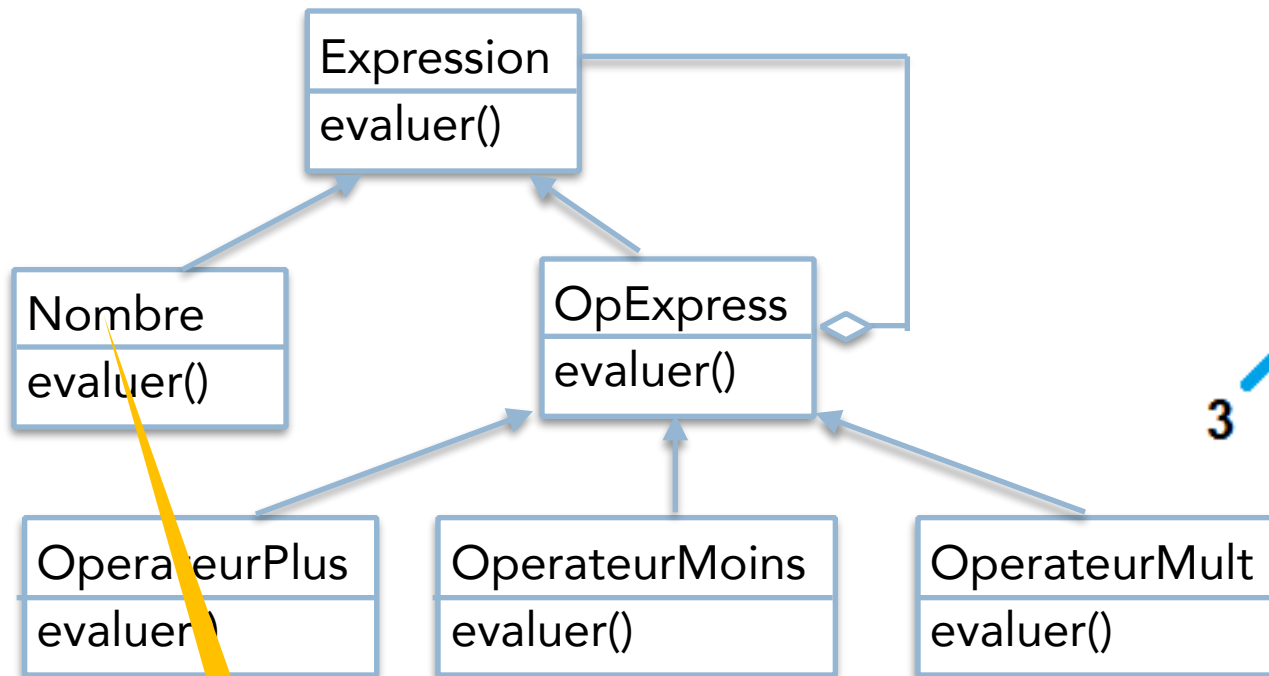 Expression
evaluer()
Nombre
evaluer()
OpExpress
evaluer()
3
OperateurPlus
evaluer()
OperateurMoins
evaluer()
OperateurMult
evaluer()